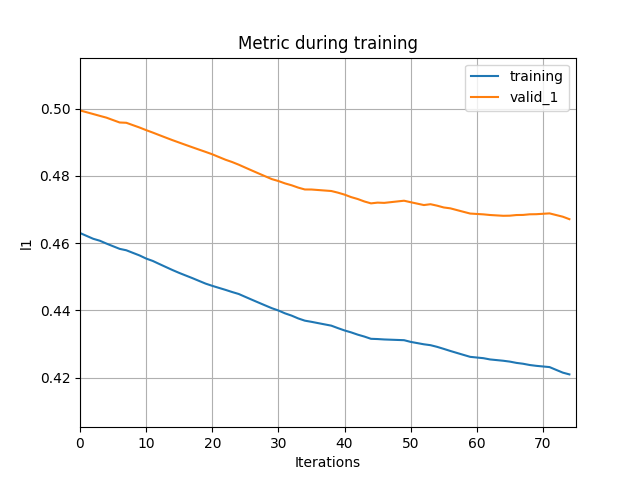 Metric during training
training
valid_1
0.50
0.48
0.46
0.44
0.42
l1
0 10 20 30 40 50 60 70
Iterations